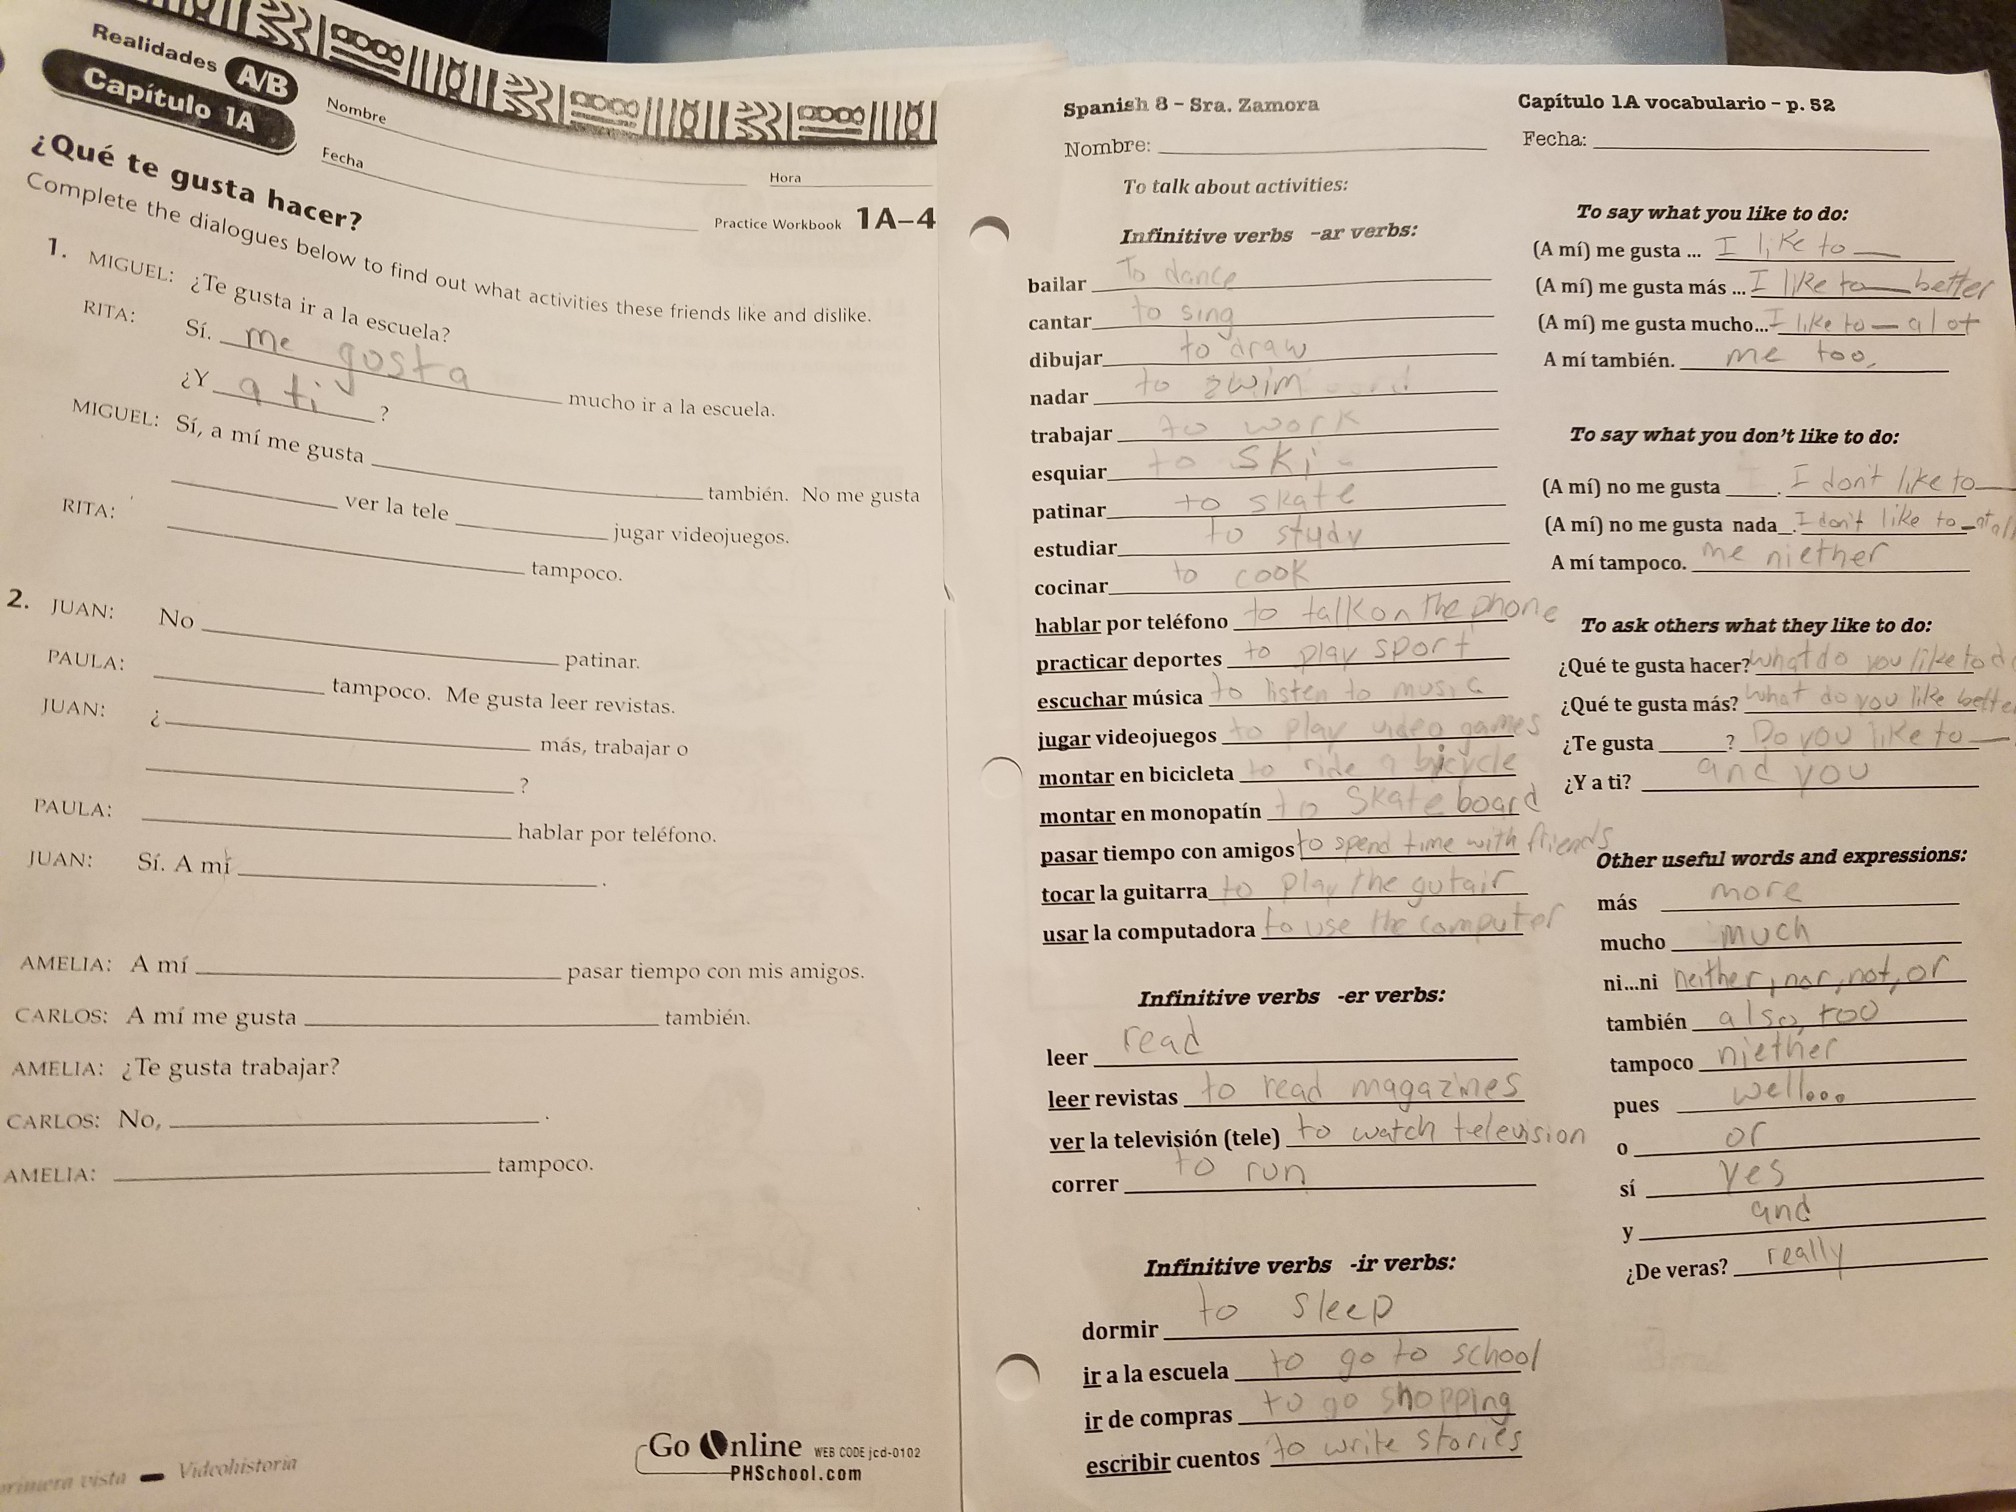 Realidades A/B
Capítulo 1A
Nombre
Fecha
Hora
Practice Workbook 1A–4
¿Qué te gusta hacer?
Complete the dialogues below to find out what activities these friends like and dislike.
1. MIGUEL: ¿Te gusta ir a la escuela?
RITA: Sí. me gosta mucho ir a la escuela.
¿Y a ti ?
MIGUEL: Sí, a mí me gusta también. No me gusta
ver la tele jugar videojuegos.
RITA: tampoco.
2. JUAN: No patinar.
PAULA: tampoco. Me gusta leer revistas.
JUAN: ¿ más, trabajar o
?
PAULA: hablar por teléfono.
JUAN: Sí. A mí .
AMELIA: A mí pasar tiempo con mis amigos.
CARLOS: A mí me gusta también.
AMELIA: ¿Te gusta trabajar?
CARLOS: No, .
AMELIA: tampoco.
Go Online WEB CODE jcd-0102
PHSchool.com
primera vista — Videohistoria
Spanish 8 – Sra. Zamora
Nombre:
To talk about activities:
Infinitive verbs -ar verbs:
bailar To dance
cantar to sing
dibujar to draw
nadar to swim
trabajar to work
esquiar to ski
patinar to skate
estudiar to study
cocinar to cook
hablar por teléfono to talk on the phone
practicar deportes to play sport
escuchar música to listen to music
jugar videojuegos to play video games
montar en bicicleta to ride a bicycle
montar en monopatín to skateboard
pasar tiempo con amigos to spend time with friends
tocar la guitarra to play the gutair
usar la computadora to use the computer
Infinitive verbs -er verbs:
leer read
leer revistas to read magazines
ver la televisión (tele) to watch television
correr to run
Infinitive verbs -ir verbs:
dormir to sleep
ir a la escuela to go to school
ir de compras to go shopping
escribir cuentos to write stories
Capítulo 1A vocabulario – p. 52
Fecha:
To say what you like to do:
(A mí) me gusta ... I like to
(A mí) me gusta más ... I like to better
(A mí) me gusta mucho... I like to a lot
A mí también. me too.
To say what you don't like to do:
(A mí) no me gusta . I don't like to
(A mí) no me gusta nada . I don't like to at all
A mí tampoco. me niether
To ask others what they like to do:
¿Qué te gusta hacer? What do you like to do
¿Qué te gusta más? What do you like better
¿Te gusta ? Do you like to
¿Y a ti? and you
Other useful words and expressions:
más more
mucho much
ni...ni neither, nor, not, or
también also, too
tampoco niether
pues well...
o or
sí yes
y and
¿De veras? really